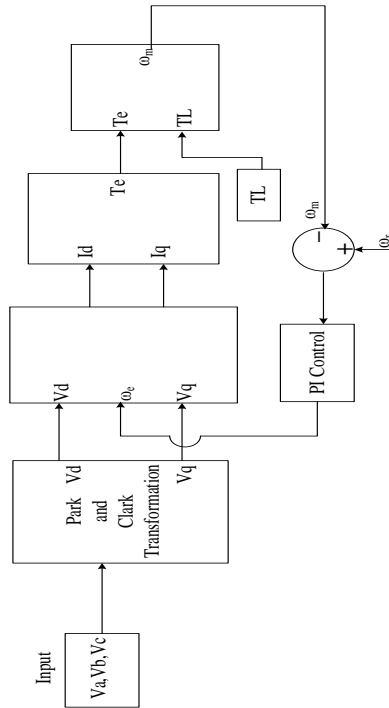 Input
Va,Vb,Vc
Park
and
Clark
Transformation
Vd
Vq
Vd
ωe
Vq
Id
Iq
Te
Te
TL
ωm
TL
ωm
PI Control